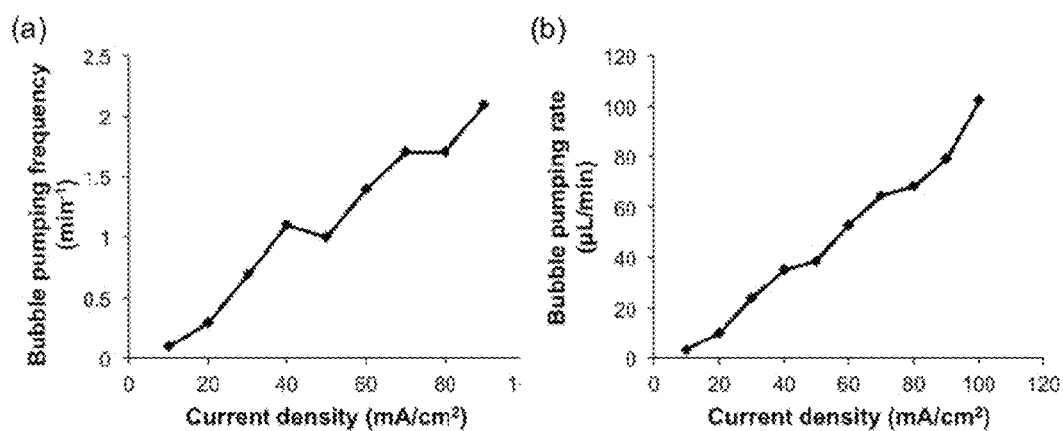 (a)
Bubble pumping frequency
(min⁻¹)
2.5
2
1.5
1
0.5
0
0 20 40 60 80 1
Current density (mA/cm²)
(b)
Bubble pumping rate
(µL/min)
120
100
80
60
40
20
0
0 20 40 60 80 100 120
Current density (mA/cm²)